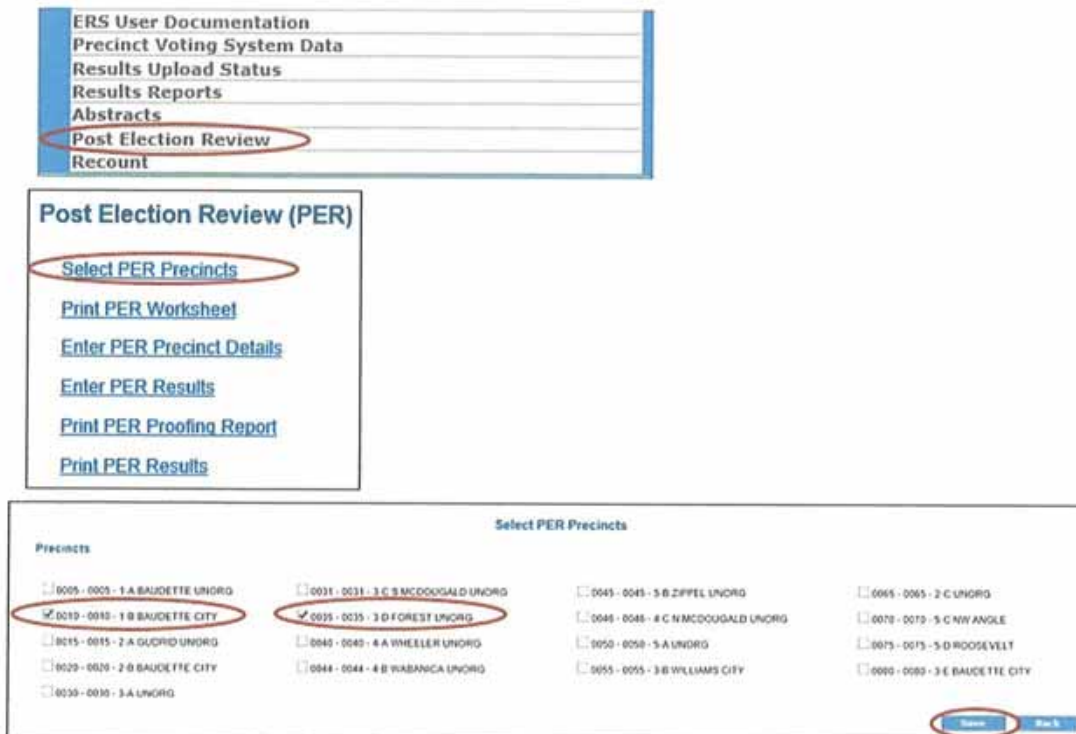 ERS User Documentation
Precinct Voting System Data
Results Upload Status
Results Reports
Abstracts
Post Election Review
Recount
Post Election Review (PER)
Select PER Precincts
Print PER Worksheet
Enter PER Precinct Details
Enter PER Results
Print PER Proofing Report
Print PER Results
Select PER Precincts
Precincts
0005 - 0005 - 1-A BAUDETTE UNORG 0031 - 0031 - 3 C S MCDOUGALD UNORG 0045 - 0045 - 5-B ZIPPEL UNORG 0065 - 0065 - 2 C UNORG
0010 - 0010 - 1 B BAUDETTE CITY 0035 - 0035 - 3 D FOREST UNORG 0046 - 0046 - 4 C N MCDOUGALD UNORG 0070 - 0070 - 5 C NW ANGLE
0015 - 0015 - 2 A GUDRID UNORG 0040 - 0040 - 4 A WHEELER UNORG 0050 - 0050 - 5-A UNORG 0075 - 0075 - 5-D ROOSEVELT
0020 - 0020 - 2-B BAUDETTE CITY 0044 - 0044 - 4 B WABANICA UNORG 0055 - 0055 - 3-B WILLIAMS CITY 0080 - 0080 - 3 E BAUDETTE CITY
0030 - 0030 - 3-A UNORG
Save Back